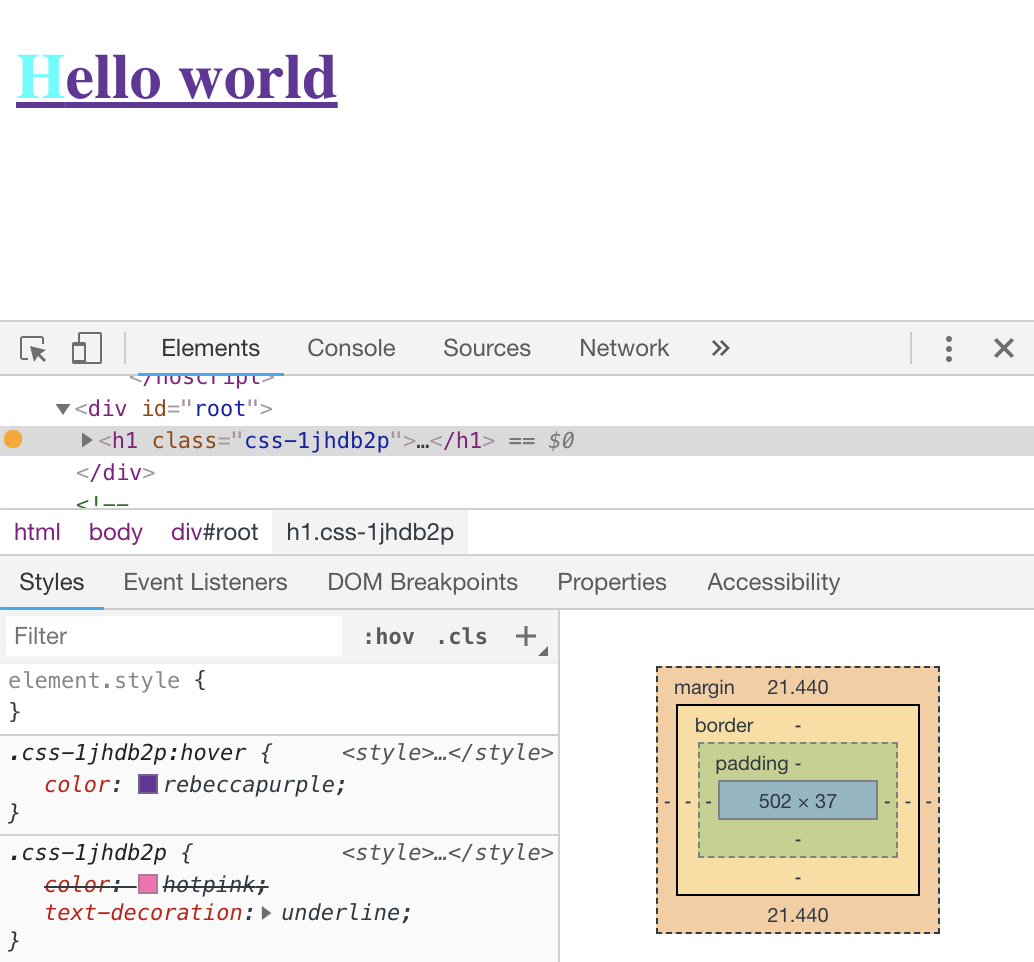 Hello world
Elements Console Sources Network »
</noscript>
▼<div id="root">
▶<h1 class="css-1jhdb2p">…</h1> == $0
</div>
<!--
html body div#root h1.css-1jhdb2p
Styles Event Listeners DOM Breakpoints Properties Accessibility
Filter :hov .cls +
element.style {
}
.css-1jhdb2p:hover { <style>…</style>
color: rebeccapurple;
}
.css-1jhdb2p { <style>…</style>
color: hotpink;
text-decoration:▶ underline;
}
margin 21.440
border -
padding -
- - - 502 × 37 - - -
-
-
21.440